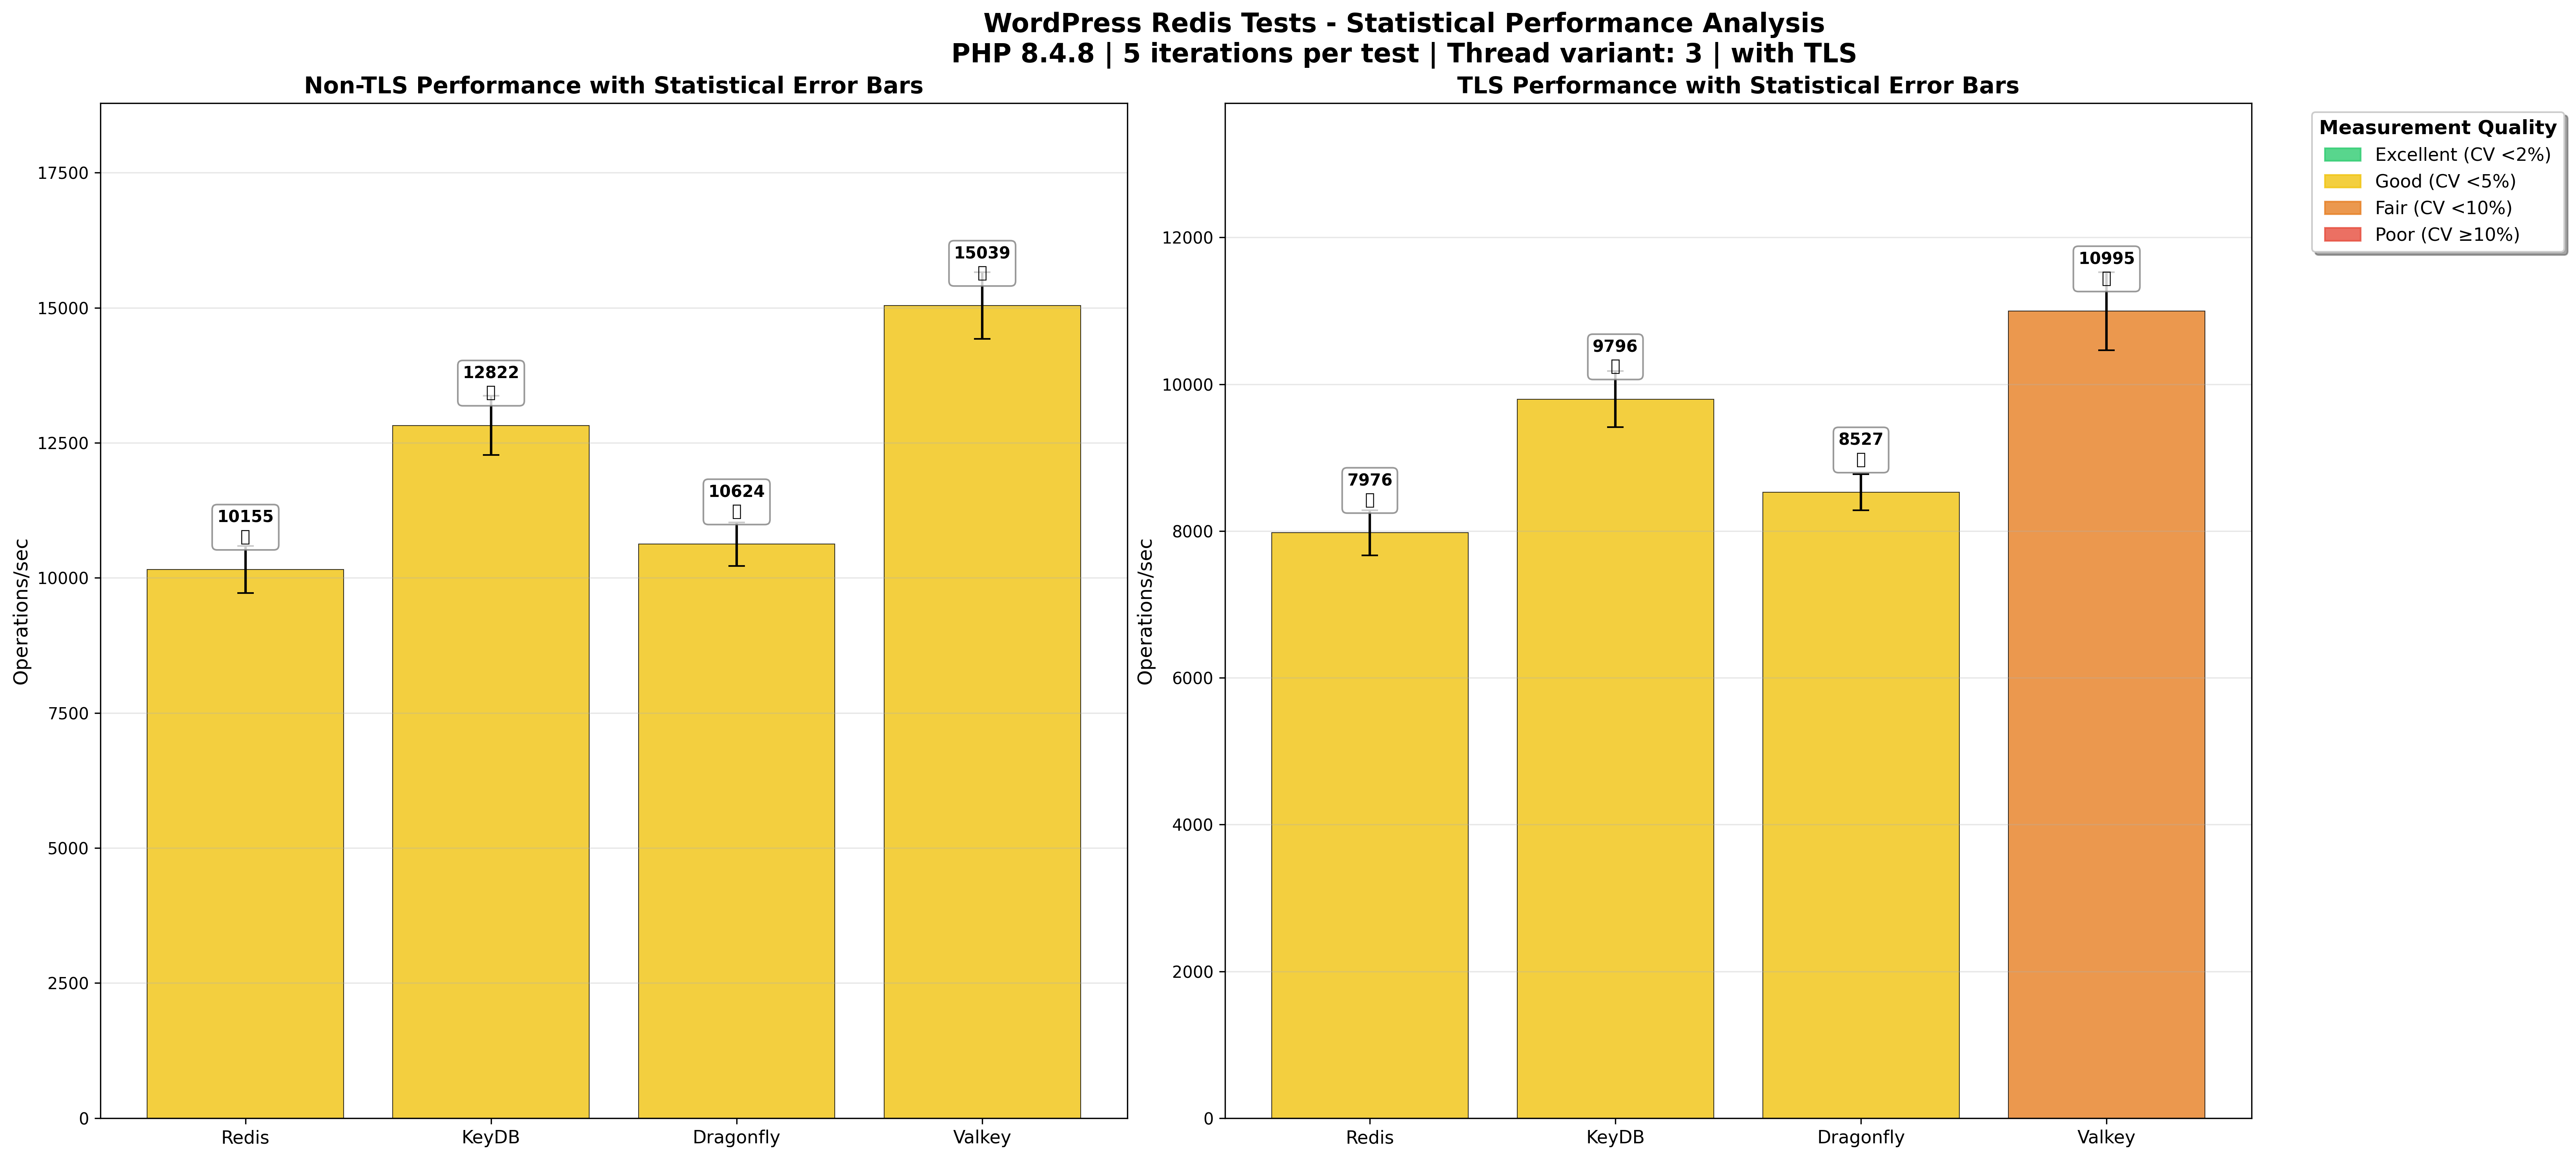 WordPress Redis Tests - Statistical Performance Analysis
PHP 8.4.8 | 5 iterations per test | Thread variant: 3 | with TLS
Non-TLS Performance with Statistical Error Bars
Operations/sec
17500
15000
12500
10000
7500
5000
2500
0
10155
12822
10624
15039
Redis
KeyDB
Dragonfly
Valkey
TLS Performance with Statistical Error Bars
Operations/sec
12000
10000
8000
6000
4000
2000
0
7976
9796
8527
10995
Redis
KeyDB
Dragonfly
Valkey
Measurement Quality
Excellent (CV <2%)
Good (CV <5%)
Fair (CV <10%)
Poor (CV ≥10%)